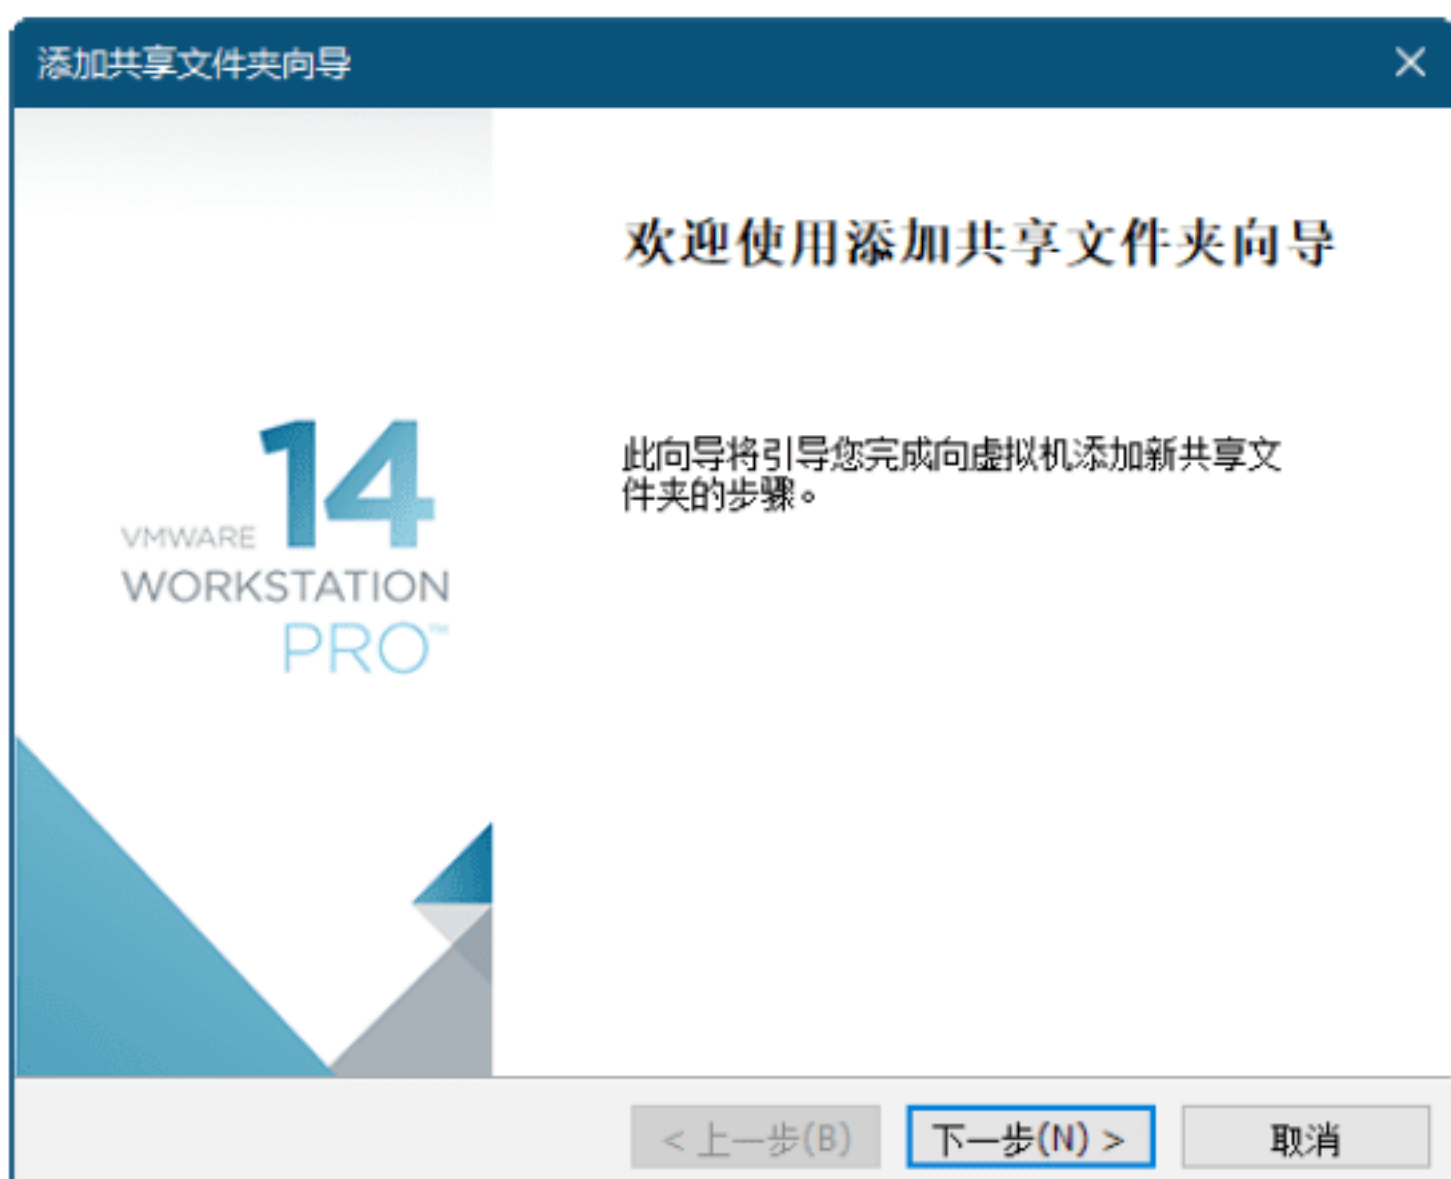 添加共享文件夹向导
欢迎使用添加共享文件夹向导
14
VMWARE
WORKSTATION
PRO™
此向导将引导您完成向虚拟机添加新共享文
件夹的步骤。
< 上一步(B)
下一步(N) >
取消